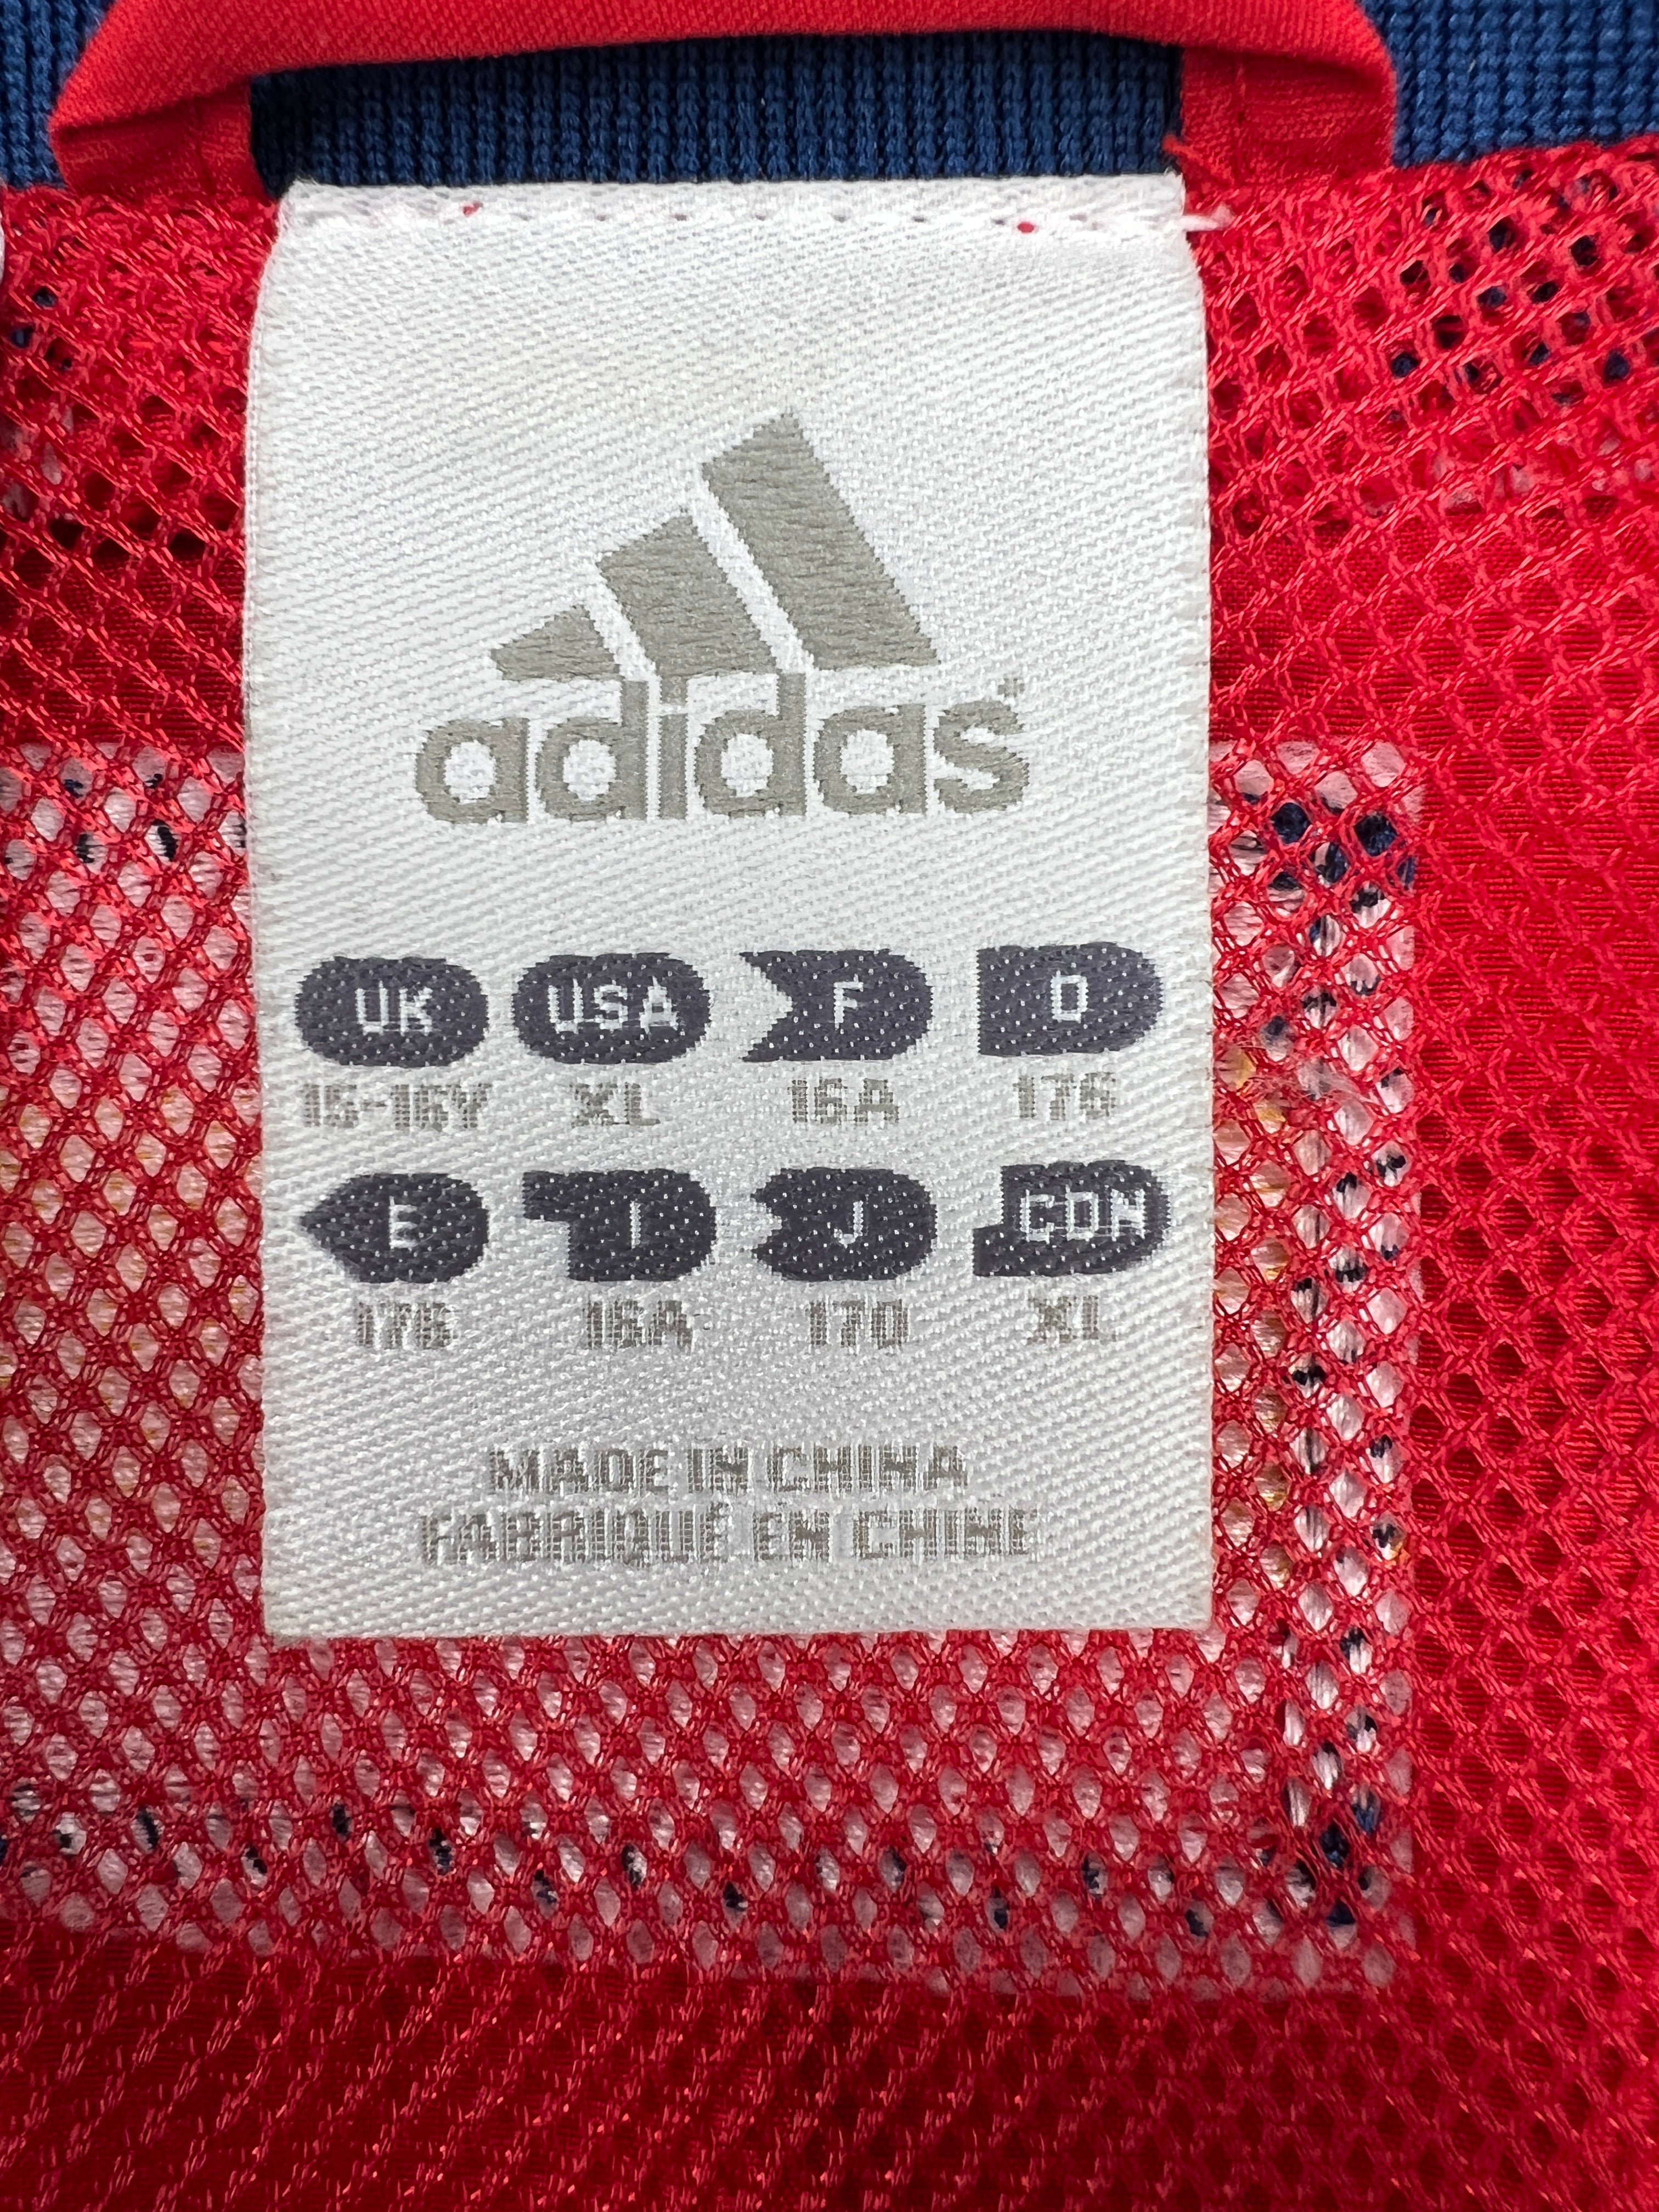 adidas®
UK USA F D
15-16Y XL 16A 176
E I J CDN
176 16A 170 XL
MADE IN CHINA
FABRIQUÉ EN CHINE